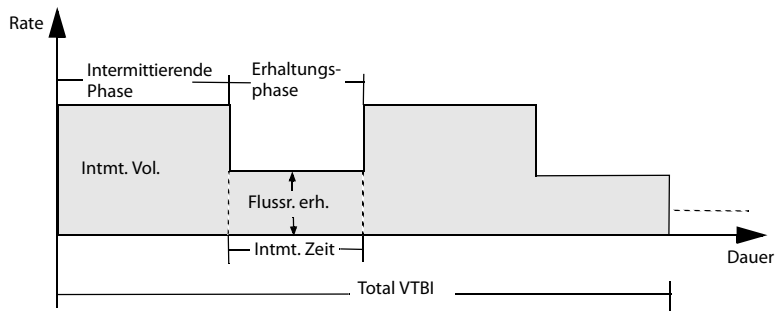 Rate
Intermittierende
Phase
Erhaltungs-
phase
Intmt. Vol.
Flussr. erh.
Intmt. Zeit
Dauer
Total VTBI